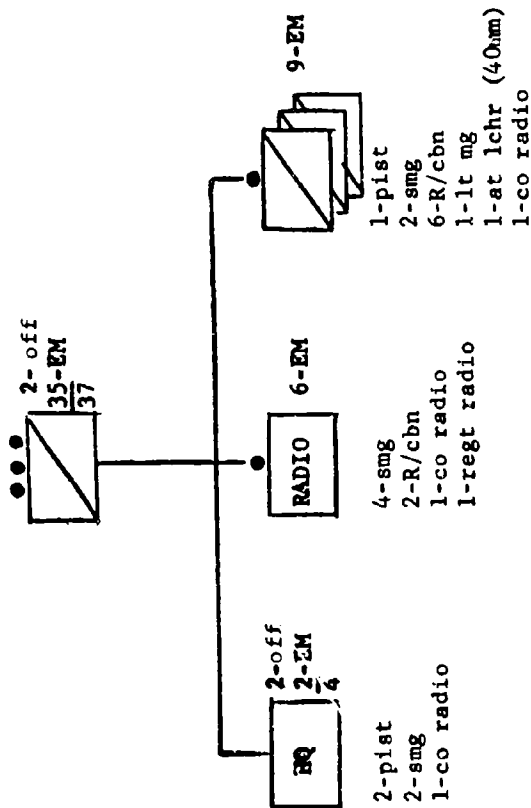 2- off
35-EM
37
HQ
2-off
2-EM
4
2-pist
2-smg
1-co radio
RADIO
6-EM
4-smg
2-R/cbn
1-co radio
1-regt radio
9-EM
1-pist
2-smg
6-R/cbn
1-lt mg
1-at lchr (40mm)
1-co radio